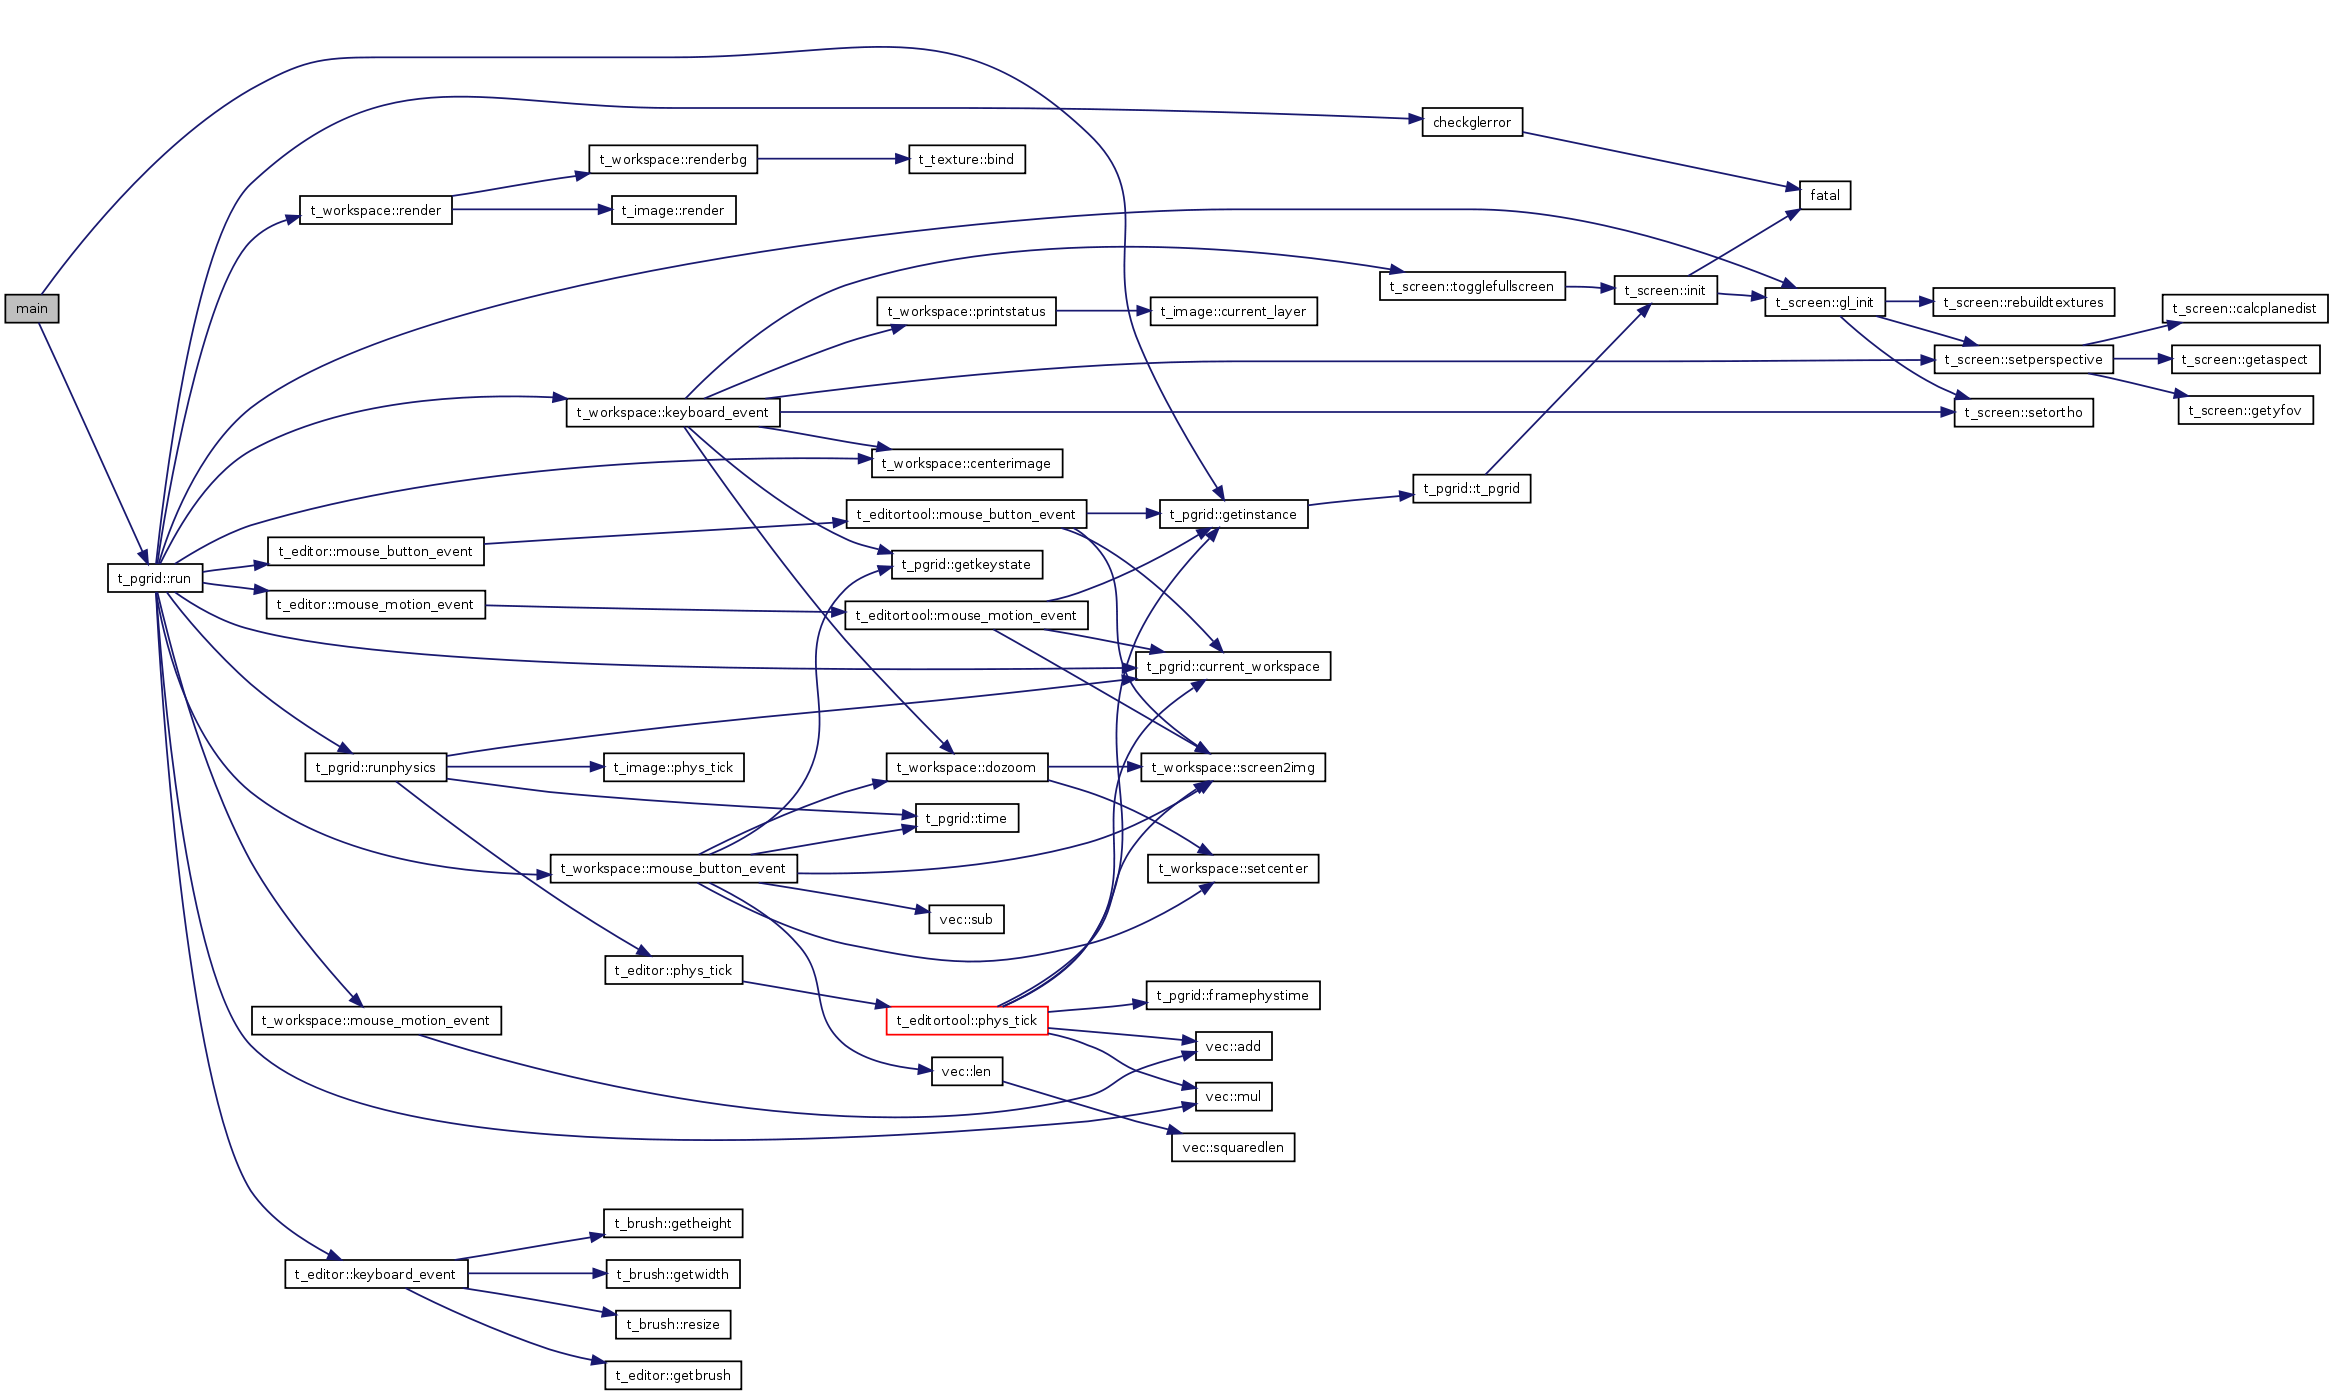 main
t_pgrid::run
t_workspace::render
t_workspace::renderbg
t_image::render
t_texture::bind
checkglerror
fatal
t_screen::togglefullscreen
t_screen::init
t_screen::gl_init
t_screen::rebuildtextures
t_screen::calcplanedist
t_screen::setperspective
t_screen::getaspect
t_screen::getyfov
t_screen::setortho
t_workspace::printstatus
t_image::current_layer
t_workspace::keyboard_event
t_workspace::centerimage
t_pgrid::t_pgrid
t_editortool::mouse_button_event
t_pgrid::getinstance
t_editor::mouse_button_event
t_pgrid::getkeystate
t_editor::mouse_motion_event
t_editortool::mouse_motion_event
t_pgrid::current_workspace
t_pgrid::runphysics
t_image::phys_tick
t_workspace::dozoom
t_workspace::screen2img
t_pgrid::time
t_workspace::mouse_button_event
t_workspace::setcenter
vec::sub
t_editor::phys_tick
t_pgrid::framephystime
t_workspace::mouse_motion_event
t_editortool::phys_tick
vec::add
vec::len
vec::mul
vec::squaredlen
t_brush::getheight
t_editor::keyboard_event
t_brush::getwidth
t_brush::resize
t_editor::getbrush